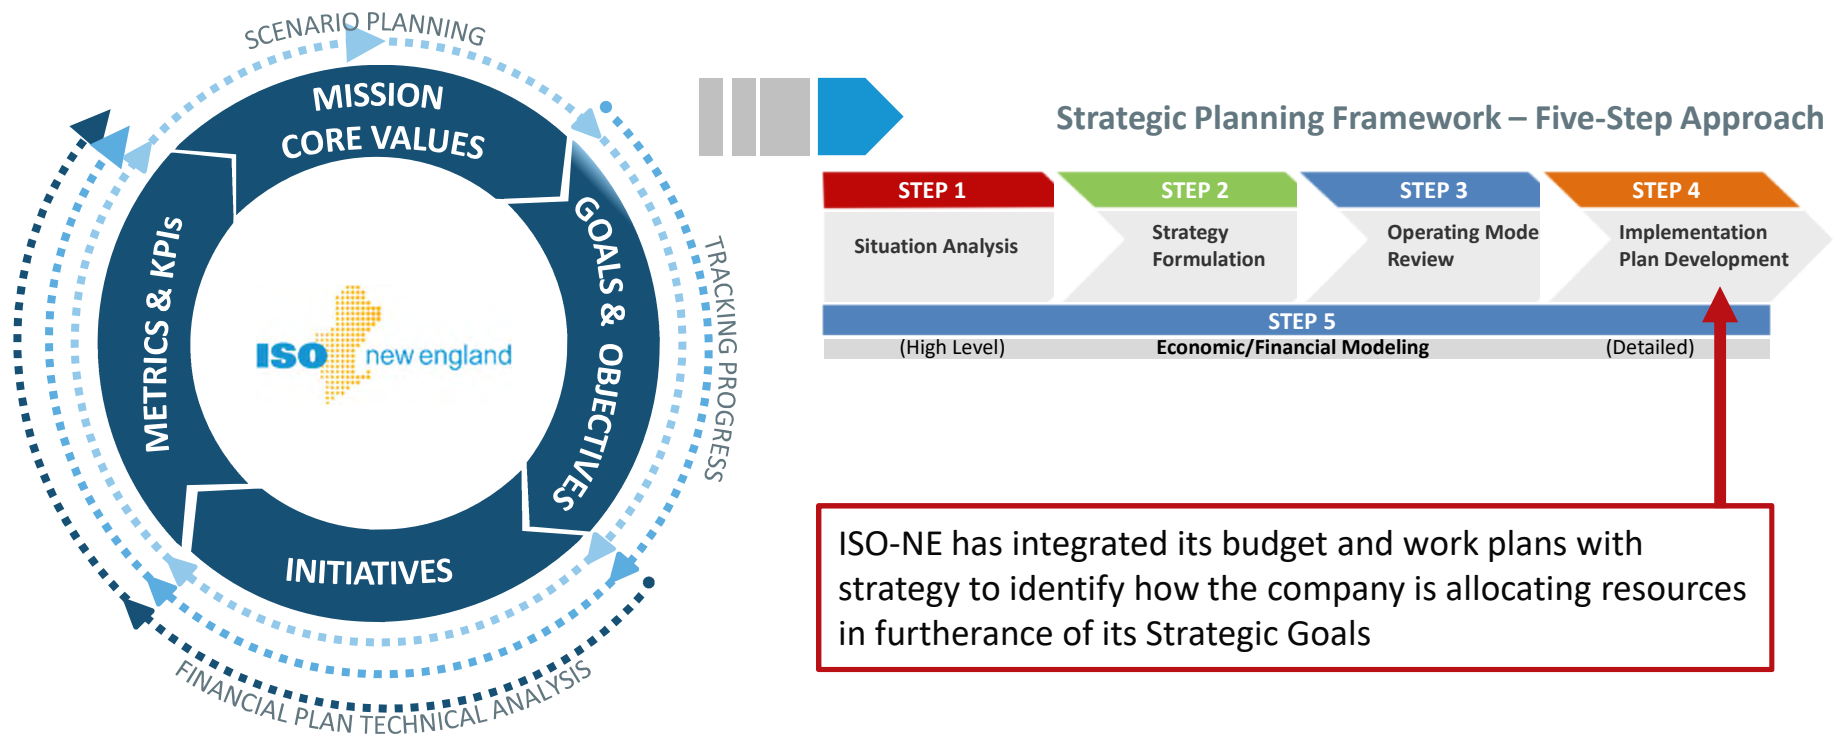 SCENARIO PLANNING
MISSION
CORE VALUES
GOALS & OBJECTIVES
TRACKING PROGRESS
INITIATIVES
METRICS & KPIs
FINANCIAL PLAN TECHNICAL ANALYSIS
ISO new england
Strategic Planning Framework – Five-Step Approach
STEP 1
Situation Analysis
STEP 2
Strategy
Formulation
STEP 3
Operating Mode
Review
STEP 4
Implementation
Plan Development
STEP 5
(High Level) Economic/Financial Modeling (Detailed)
ISO-NE has integrated its budget and work plans with
strategy to identify how the company is allocating resources
in furtherance of its Strategic Goals